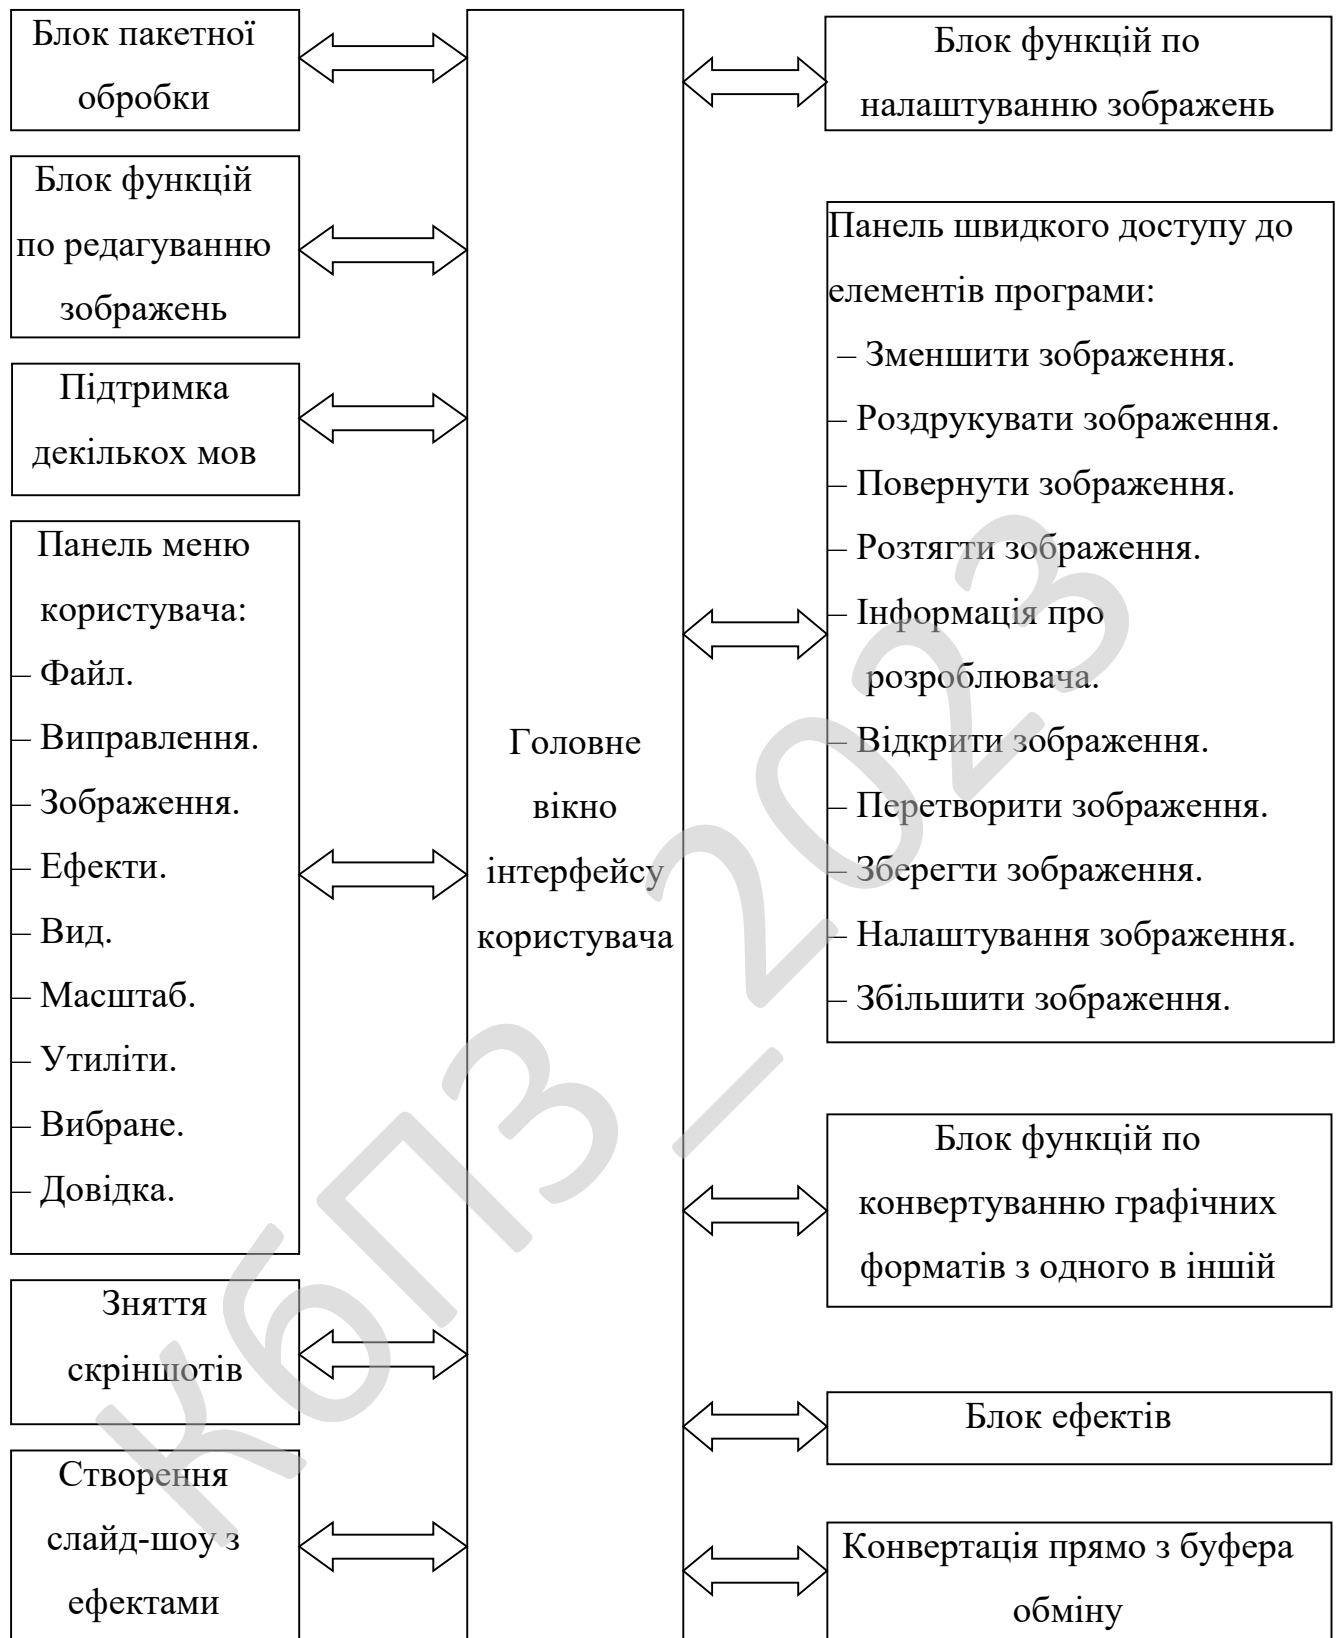 Блок пакетної
обробки
Блок функцій
по редагуванню
зображень
Підтримка
декількох мов
Панель меню
користувача:
– Файл.
– Виправлення.
– Зображення.
– Ефекти.
– Вид.
– Масштаб.
– Утиліти.
– Вибране.
– Довідка.
Зняття
скріншотів
Створення
слайд-шоу з
ефектами
Головне
вікно
інтерфейсу
користувача
Блок функцій по
налаштуванню зображень
Панель швидкого доступу до
елементів програми:
– Зменшити зображення.
– Роздрукувати зображення.
– Повернути зображення.
– Розтягти зображення.
– Інформація про
розроблювача.
– Відкрити зображення.
– Перетворити зображення.
– Зберегти зображення.
– Налаштування зображення.
– Збільшити зображення.
Блок функцій по
конвертуванню графічних
форматів з одного в іншій
Блок ефектів
Конвертація прямо з буфера
обміну
КбПЗ_2023